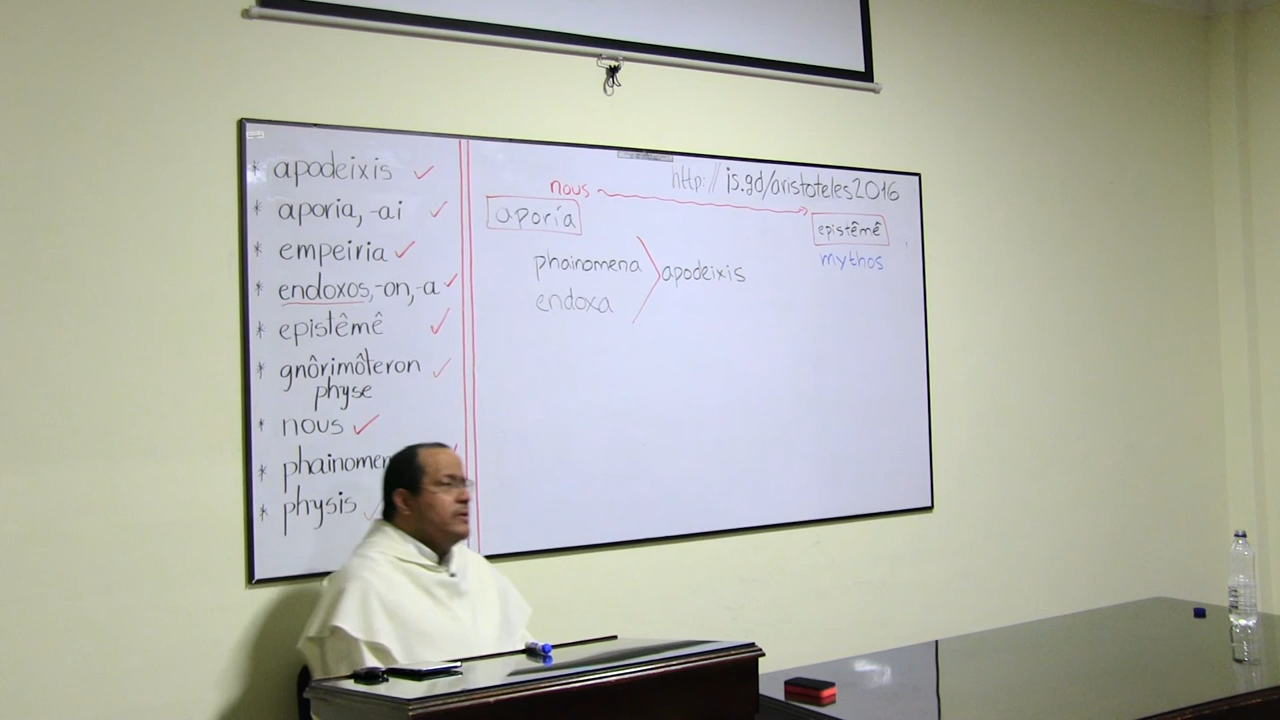 * apodeixis ✓
* aporia, -ai ✓
* empeiria ✓
* endoxos, -on, -a ✓
* epistêmê ✓
* gnôrimôteron ✓
physe
* nous ✓
* phainomen
* physis ✓
http://is.gd/aristoteles2016
nous
aporía
epistêmê
mythos
phainomena
apodeixis
endoxa